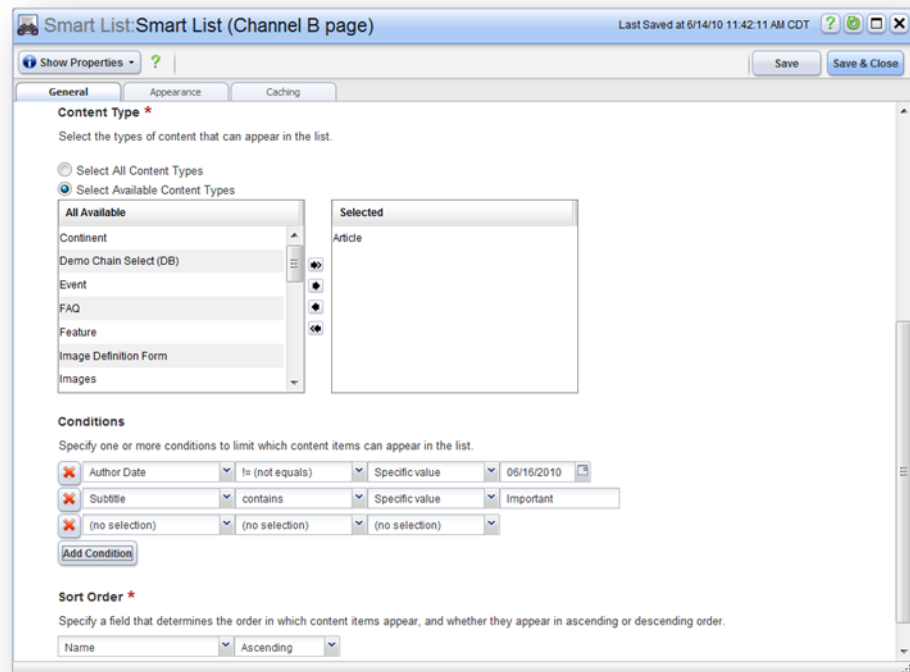 Smart List:Smart List (Channel B page) Last Saved at 6/14/10 11:42:11 AM CDT ?
Show Properties ? Save Save & Close
General Appearance Caching
Content Type *
Select the types of content that can appear in the list.
Select All Content Types
Select Available Content Types
All Available Selected
Continent Article
Demo Chain Select (DB)
Event
FAQ
Feature
Image Definition Form
Images
Conditions
Specify one or more conditions to limit which content items can appear in the list.
Author Date != (not equals) Specific value 06/16/2010
Subtitle contains Specific value Important
(no selection) (no selection) (no selection)
Add Condition
Sort Order *
Specify a field that determines the order in which content items appear, and whether they appear in ascending or descending order.
Name Ascending